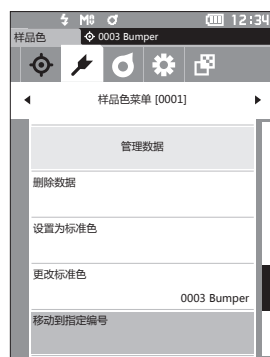 M 12:34
样品色 0003 Bumper
样品色菜单 [0001]
管理数据
删除数据
设置为标准色
更改标准色
0003 Bumper
移动到指定编号